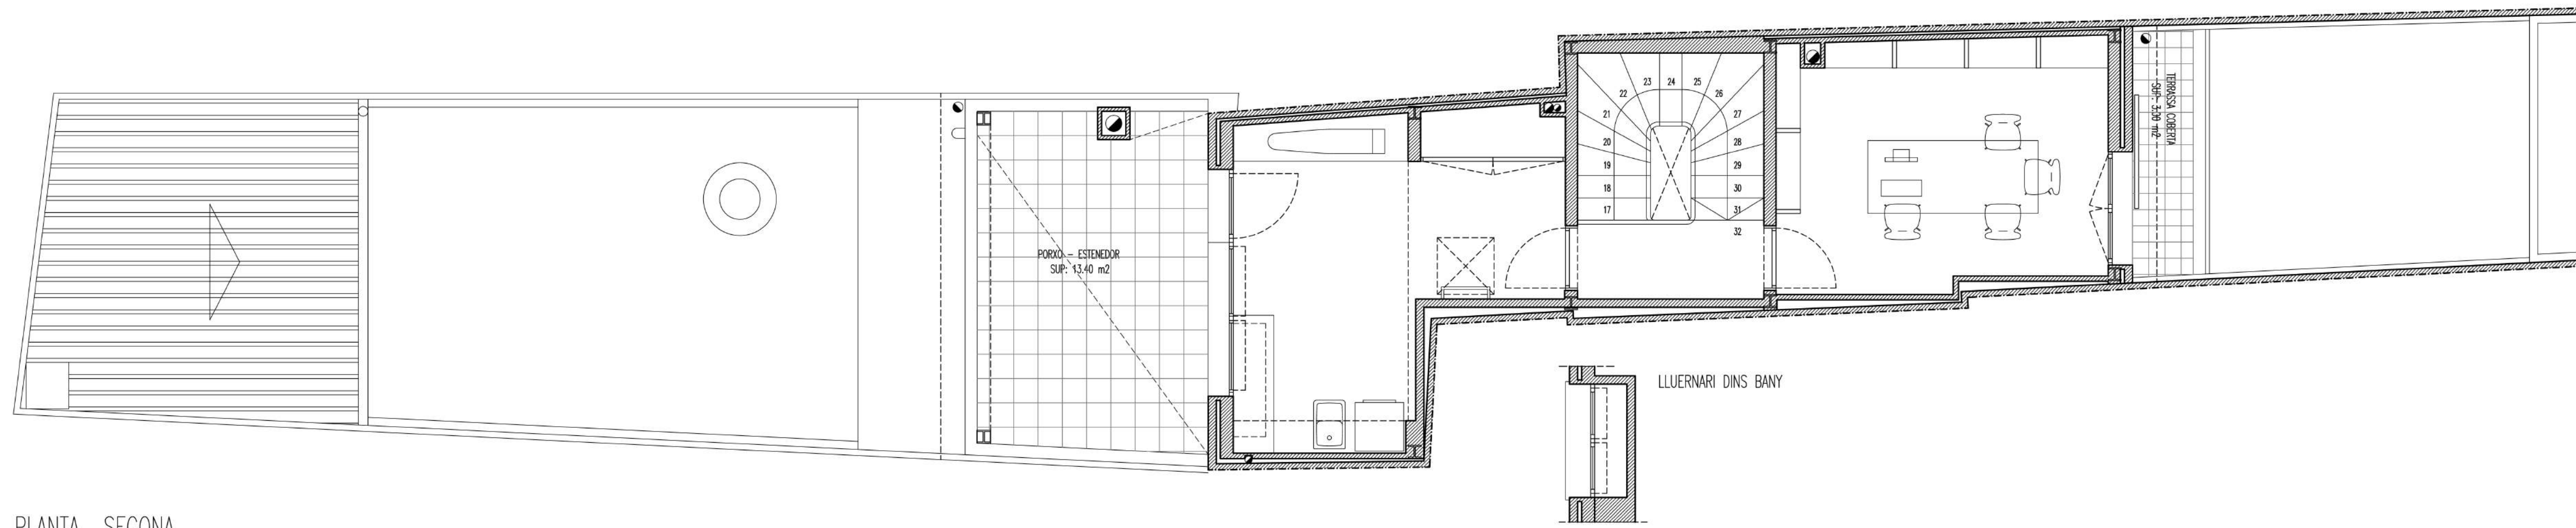 23 24 25
22 26
21 27
20 28
19 29
18 30
17 31
32
TERRASSA COBERTA
SUP: 3.30 m2
PORXO - ESTENEDOR
SUP: 13.40 m2
LLUERNARI DINS BANY
PLANTA SEGONA